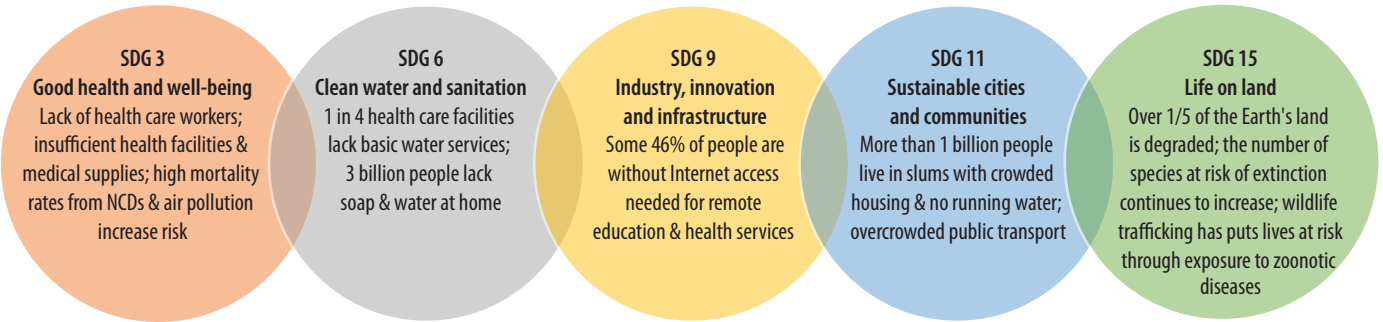 SDG 3
Good health and well-being
Lack of health care workers;
insufficient health facilities &
medical supplies; high mortality
rates from NCDs & air pollution
increase risk
SDG 6
Clean water and sanitation
1 in 4 health care facilities
lack basic water services;
3 billion people lack
soap & water at home
SDG 9
Industry, innovation
and infrastructure
Some 46% of people are
without Internet access
needed for remote
education & health services
SDG 11
Sustainable cities
and communities
More than 1 billion people
live in slums with crowded
housing & no running water;
overcrowded public transport
SDG 15
Life on land
Over 1/5 of the Earth's land
is degraded; the number of
species at risk of extinction
continues to increase; wildlife
trafficking has puts lives at risk
through exposure to zoonotic
diseases